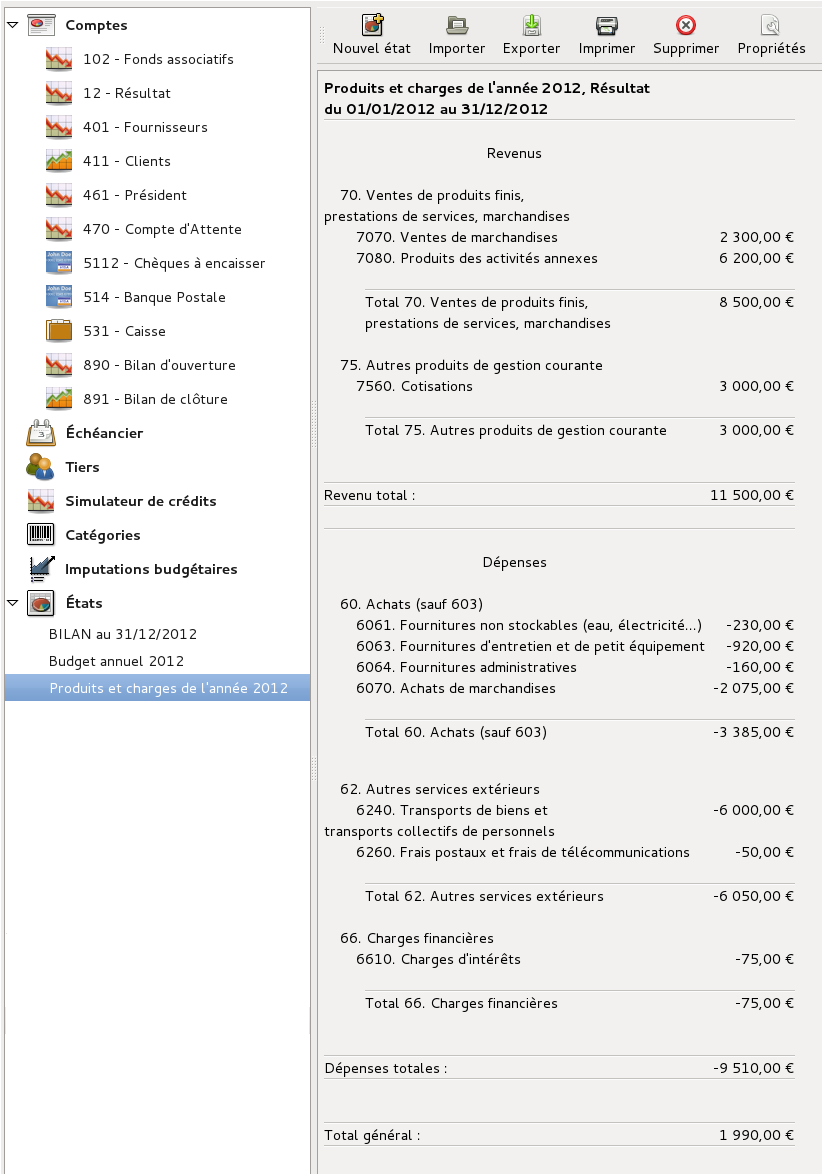 Comptes
102 - Fonds associatifs
12 - Résultat
401 - Fournisseurs
411 - Clients
461 - Président
470 - Compte d'Attente
5112 - Chèques à encaisser
514 - Banque Postale
531 - Caisse
890 - Bilan d'ouverture
891 - Bilan de clôture
Échéancier
Tiers
Simulateur de crédits
Catégories
Imputations budgétaires
États
BILAN au 31/12/2012
Budget annuel 2012
Produits et charges de l'année 2012
Nouvel état Importer Exporter Imprimer Supprimer Propriétés
Produits et charges de l'année 2012, Résultat
du 01/01/2012 au 31/12/2012
Revenus
70. Ventes de produits finis,
prestations de services, marchandises
7070. Ventes de marchandises 2 300,00 €
7080. Produits des activités annexes 6 200,00 €
Total 70. Ventes de produits finis, 8 500,00 €
prestations de services, marchandises
75. Autres produits de gestion courante
7560. Cotisations 3 000,00 €
Total 75. Autres produits de gestion courante 3 000,00 €
Revenu total : 11 500,00 €
Dépenses
60. Achats (sauf 603)
6061. Fournitures non stockables (eau, électricité...) -230,00 €
6063. Fournitures d'entretien et de petit équipement -920,00 €
6064. Fournitures administratives -160,00 €
6070. Achats de marchandises -2 075,00 €
Total 60. Achats (sauf 603) -3 385,00 €
62. Autres services extérieurs
6240. Transports de biens et -6 000,00 €
transports collectifs de personnels
6260. Frais postaux et frais de télécommunications -50,00 €
Total 62. Autres services extérieurs -6 050,00 €
66. Charges financières
6610. Charges d'intérêts -75,00 €
Total 66. Charges financières -75,00 €
Dépenses totales : -9 510,00 €
Total général : 1 990,00 €